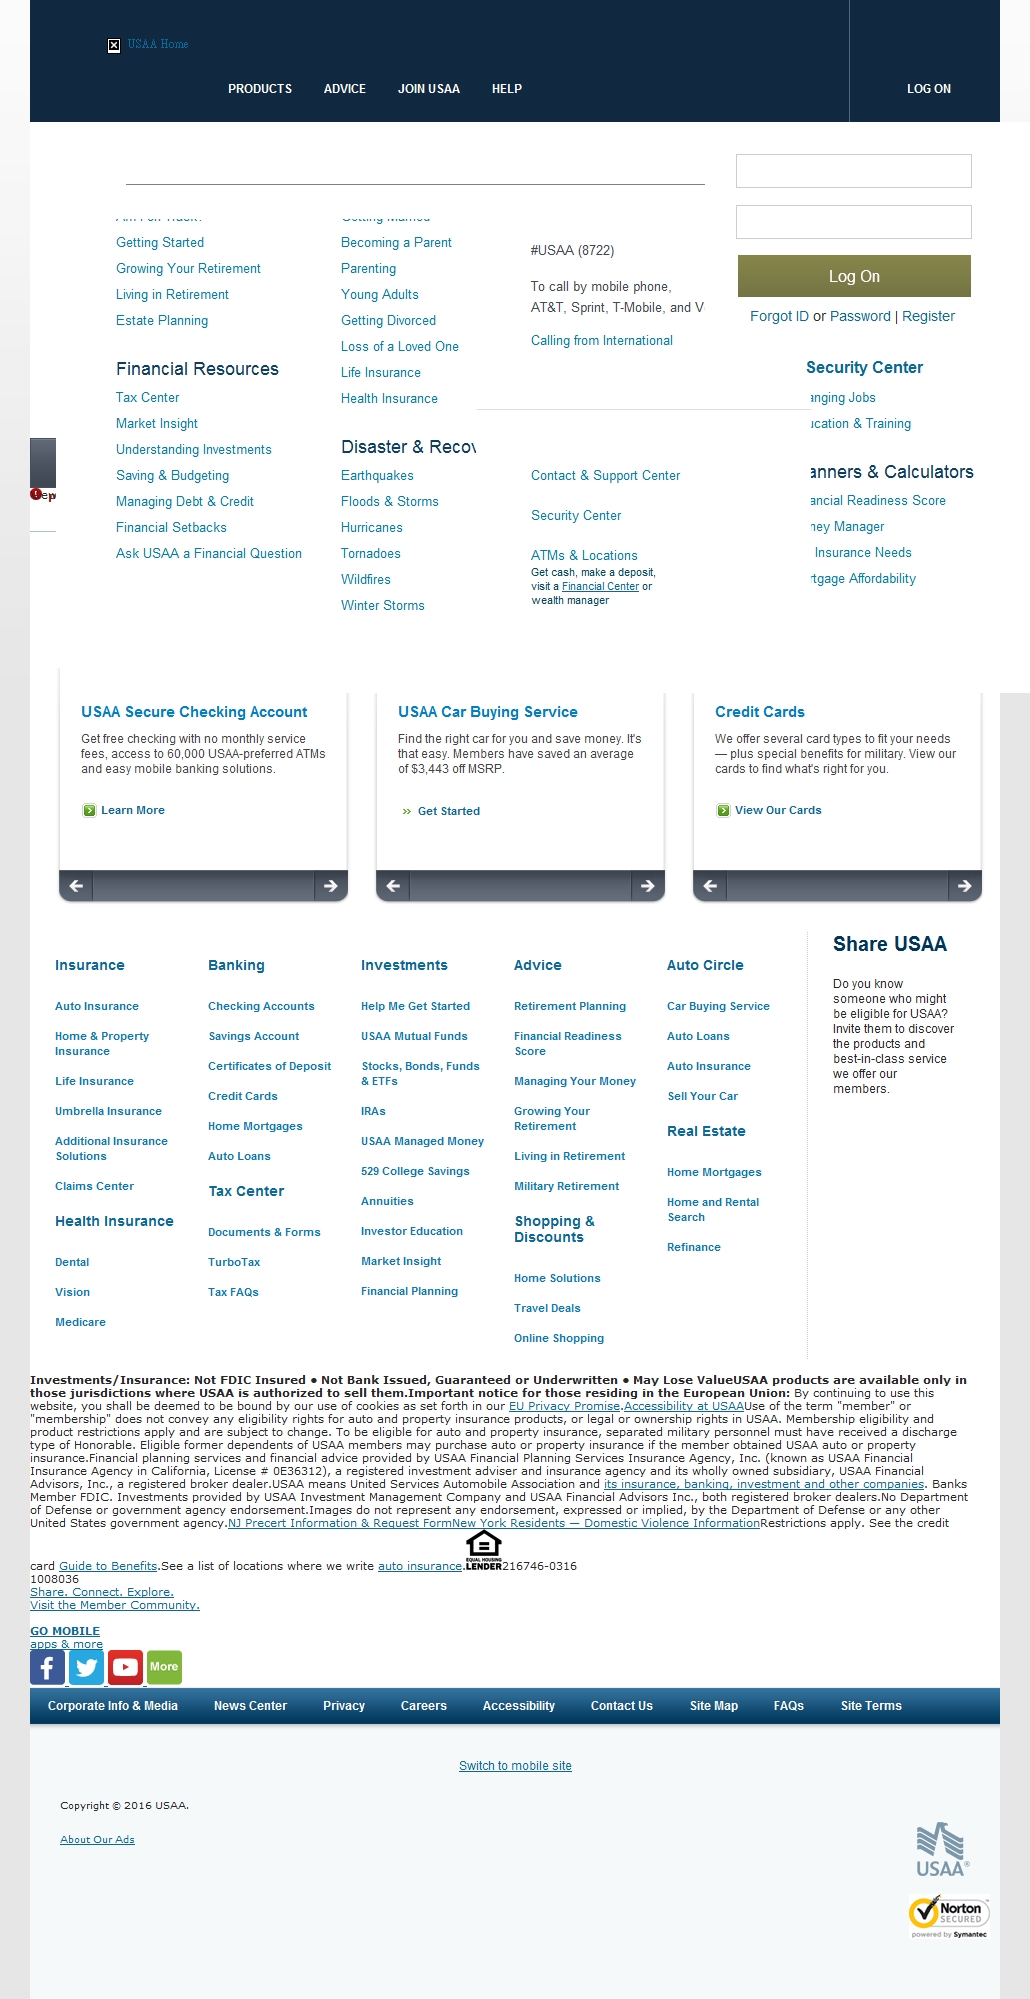 USAA Home
PRODUCTS ADVICE JOIN USAA HELP LOG ON
Getting Started
Growing Your Retirement
Living in Retirement
Estate Planning
Financial Resources
Tax Center
Market Insight
Understanding Investments
Saving & Budgeting
Managing Debt & Credit
Financial Setbacks
Ask USAA a Financial Question
Getting Married
Becoming a Parent
Parenting
Young Adults
Getting Divorced
Loss of a Loved One
Life Insurance
Health Insurance
Disaster &
Earthquakes
Floods & Storms
Hurricanes
Tornadoes
Wildfires
Winter Storms
#USAA (8722)
To call by mobile phone,
AT&T, Sprint, T-Mobile, and V
Calling from International
Contact & Support Center
Security Center
ATMs & Locations
Get cash, make a deposit,
visit a Financial Center or
wealth manager
Log On
Forgot ID or Password | Register
Security Center
anging Jobs
ucation & Training
anners & Calculators
ancial Readiness Score
ney Manager
Insurance Needs
rtgage Affordability
USAA Secure Checking Account
Get free checking with no monthly service
fees, access to 60,000 USAA-preferred ATMs
and easy mobile banking solutions.
Learn More
USAA Car Buying Service
Find the right car for you and save money. It's
that easy. Members have saved an average
of $3,443 off MSRP.
Get Started
Credit Cards
We offer several card types to fit your needs
— plus special benefits for military. View our
cards to find what's right for you.
View Our Cards
Insurance
Auto Insurance
Home & Property
Insurance
Life Insurance
Umbrella Insurance
Additional Insurance
Solutions
Claims Center
Health Insurance
Dental
Vision
Medicare
Banking
Checking Accounts
Savings Account
Certificates of Deposit
Credit Cards
Home Mortgages
Auto Loans
Tax Center
Documents & Forms
TurboTax
Tax FAQs
Investments
Help Me Get Started
USAA Mutual Funds
Stocks, Bonds, Funds
& ETFs
IRAs
USAA Managed Money
529 College Savings
Annuities
Investor Education
Market Insight
Financial Planning
Advice
Retirement Planning
Financial Readiness
Score
Managing Your Money
Growing Your
Retirement
Living in Retirement
Military Retirement
Shopping &
Discounts
Home Solutions
Travel Deals
Online Shopping
Auto Circle
Car Buying Service
Auto Loans
Auto Insurance
Sell Your Car
Real Estate
Home Mortgages
Home and Rental
Search
Refinance
Share USAA
Do you know
someone who might
be eligible for USAA?
Invite them to discover
the products and
best-in-class service
we offer our
members.
Investments/Insurance: Not FDIC Insured • Not Bank Issued, Guaranteed or Underwritten • May Lose ValueUSAA products are available only in
those jurisdictions where USAA is authorized to sell them.Important notice for those residing in the European Union: By continuing to use this
website, you shall be deemed to be bound by our use of cookies as set forth in our EU Privacy Promise.Accessibility at USAAUse of the term "member" or
"membership" does not convey any eligibility rights for auto and property insurance products, or legal or ownership rights in USAA. Membership eligibility and
product restrictions apply and are subject to change. To be eligible for auto and property insurance, separated military personnel must have received a discharge
type of Honorable. Eligible former dependents of USAA members may purchase auto or property insurance if the member obtained USAA auto or property
insurance.Financial planning services and financial advice provided by USAA Financial Planning Services Insurance Agency, Inc. (known as USAA Financial
Insurance Agency in California, License # 0E36312), a registered investment adviser and insurance agency and its wholly owned subsidiary, USAA Financial
Advisors, Inc., a registered broker dealer.USAA means United Services Automobile Association and its insurance, banking, investment and other companies. Banks
Member FDIC. Investments provided by USAA Investment Management Company and USAA Financial Advisors Inc., both registered broker dealers.No Department
of Defense or government agency endorsement.Images do not represent any endorsement, expressed or implied, by the Department of Defense or any other
United States government agency.NJ Precert Information & Request FormNew York Residents — Domestic Violence InformationRestrictions apply. See the credit
card Guide to Benefits.See a list of locations where we write auto insurance. EQUAL HOUSING LENDER 216746-0316
1008036
Share. Connect. Explore.
Visit the Member Community.
GO MOBILE
apps & more
More
Corporate Info & Media News Center Privacy Careers Accessibility Contact Us Site Map FAQs Site Terms
Switch to mobile site
Copyright © 2016 USAA.
About Our Ads
USAA®
Norton
SECURED
powered by Symantec